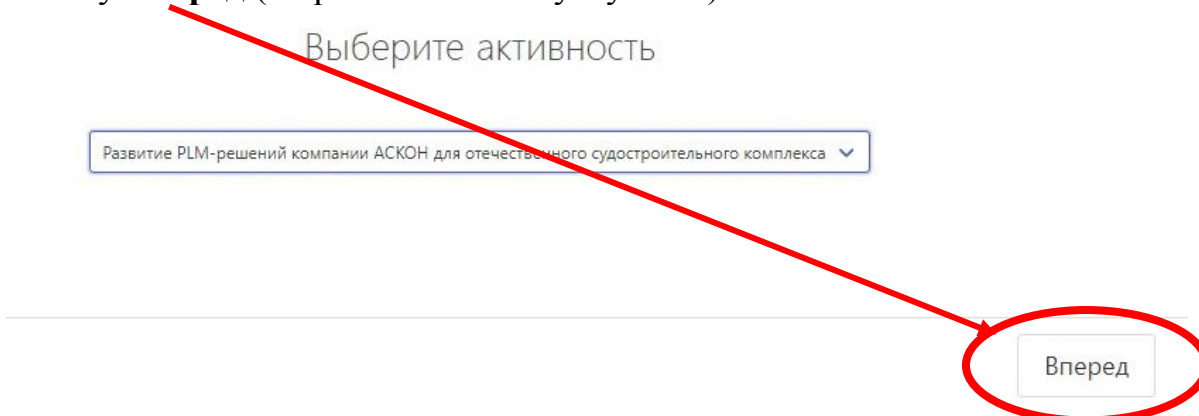 Выберите активность
Развитие PLM-решений компании АСКОН для отечественного судостроительного комплекса
Вперед